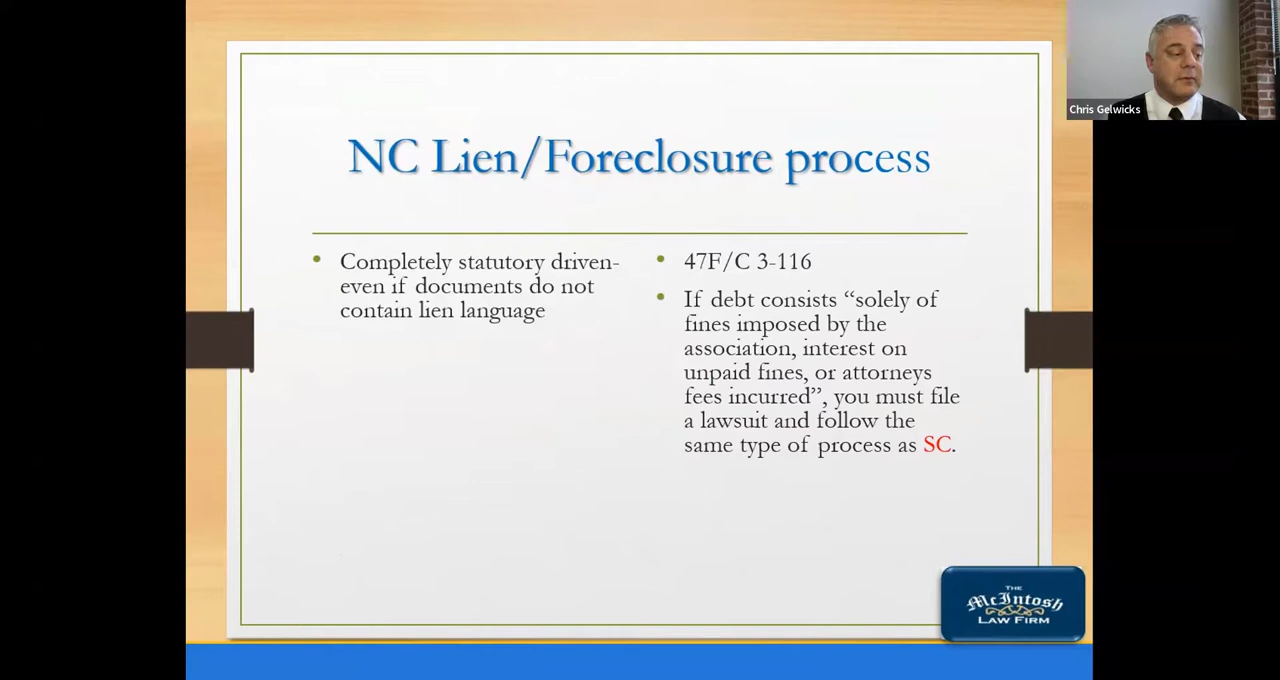 NC Lien/Foreclosure process
Completely statutory driven-
even if documents do not
contain lien language
47F/C 3-116
If debt consists “solely of
fines imposed by the
association, interest on
unpaid fines, or attorneys
fees incurred”, you must file
a lawsuit and follow the
same type of process as SC.
Chris Gelwicks
THE
McIntosh
LAW FIRM